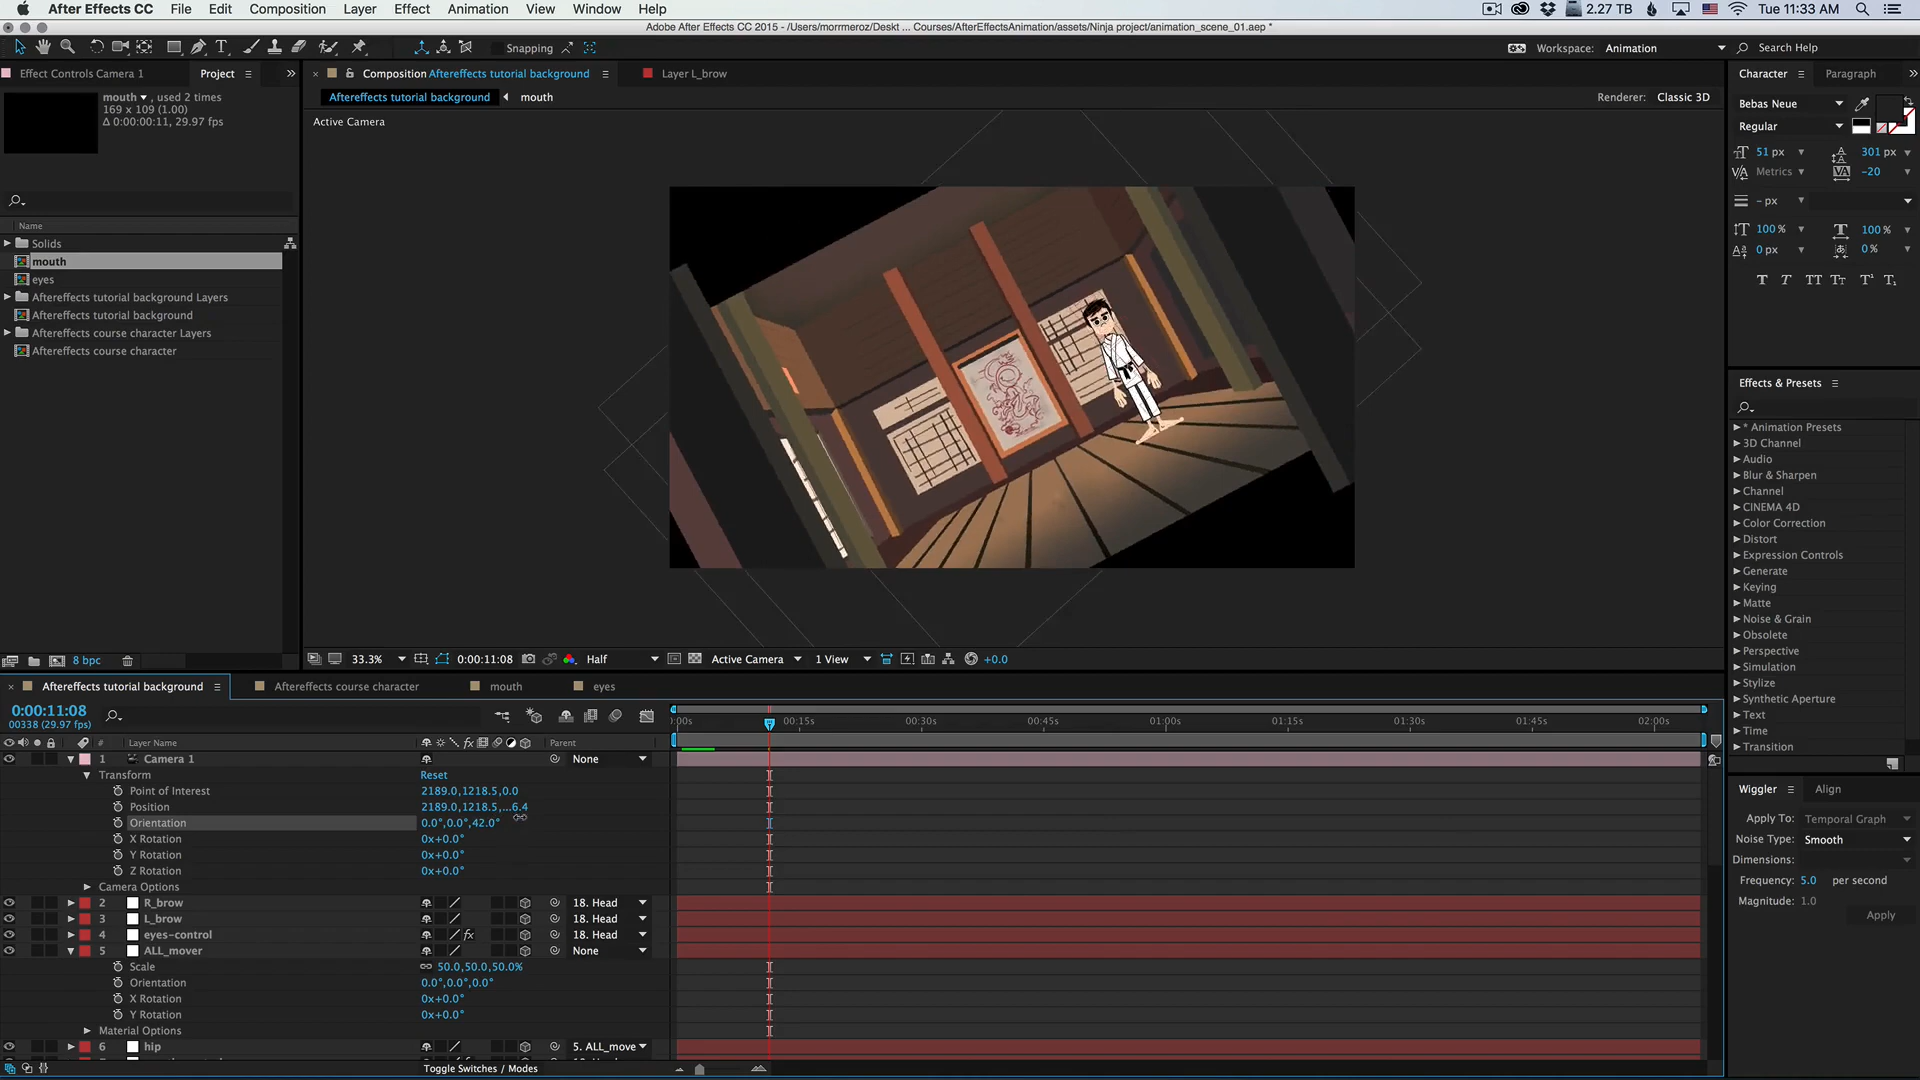 After Effects CC File Edit Composition Layer Effect Animation View Window Help 2.27 TB Tue 11:33 AM
Adobe After Effects CC 2015 - /Users/morrmeroz/Deskt ... Courses/AfterEffectsAnimation/assets/Ninja project/animation_scene_01.aep *
Snapping Workspace: Animation Search Help
Effect Controls Camera 1 Project
Composition Aftereffects tutorial background Layer L_brow
Character Paragraph
mouth , used 2 times
169 x 109 (1.00)
Δ 0:00:00:11, 29.97 fps
Aftereffects tutorial background mouth Renderer: Classic 3D
Active Camera
Bebas Neue
Regular
51 px 301 px
Metrics -20
- px
100 % 100 %
0 px 0 %
Name
Solids
mouth
eyes
Aftereffects tutorial background Layers
Aftereffects tutorial background
Aftereffects course character Layers
Aftereffects course character
Effects & Presets
* Animation Presets
3D Channel
Audio
Blur & Sharpen
Channel
CINEMA 4D
Color Correction
Distort
Expression Controls
Generate
Keying
Matte
Noise & Grain
Obsolete
Perspective
Simulation
Stylize
Synthetic Aperture
Text
Time
Transition
8 bpc
33.3% 0:00:11:08 Half Active Camera 1 View +0.0
Aftereffects tutorial background Aftereffects course character mouth eyes
0:00:11:08
00338 (29.97 fps)
:00s 00:15s 00:30s 00:45s 01:00s 01:15s 01:30s 01:45s 02:00s
# Layer Name fx Parent
1 Camera 1 None
Transform Reset
Point of Interest 2189.0,1218.5,0.0
Position 2189.0,1218.5,...6.4
Orientation 0.0°,0.0°,42.0°
X Rotation 0x+0.0°
Y Rotation 0x+0.0°
Z Rotation 0x+0.0°
Camera Options
2 R_brow 18. Head
3 L_brow 18. Head
4 eyes-control fx 18. Head
5 ALL_mover None
Scale 50.0,50.0,50.0%
Orientation 0.0°,0.0°,0.0°
X Rotation 0x+0.0°
Y Rotation 0x+0.0°
Material Options
6 hip 5. ALL_move
Toggle Switches / Modes
Wiggler Align
Apply To: Temporal Graph
Noise Type: Smooth
Dimensions:
Frequency: 5.0 per second
Magnitude: 1.0
Apply